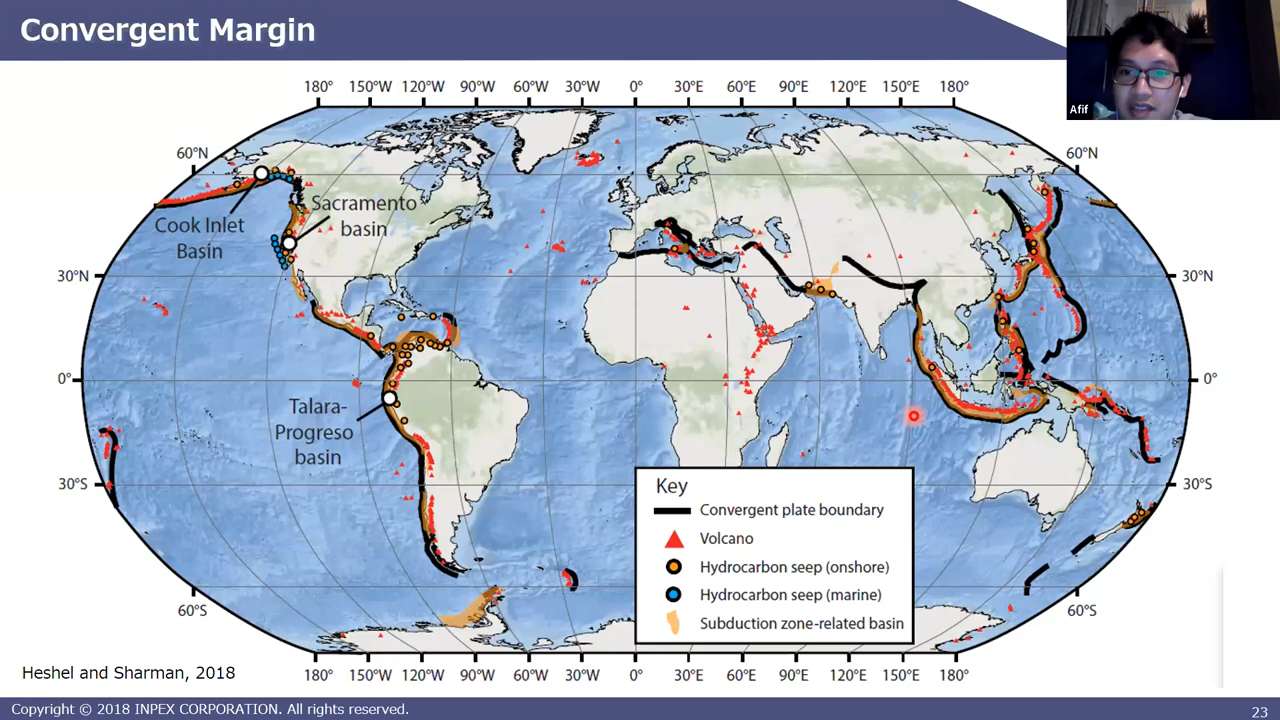 Convergent Margin
Afif
180° 150°W 120°W 90°W 60°W 30°W 0° 30°E 60°E 90°E 120°E 150°E 180°
60°N 60°N
Cook Inlet
Basin
Sacramento
basin
30°N 30°N
0° 0°
Talara-
Progreso
basin
30°S 30°S
Key
Convergent plate boundary
Volcano
Hydrocarbon seep (onshore)
Hydrocarbon seep (marine)
Subduction zone-related basin
60°S 60°S
180° 150°W 120°W 90°W 60°W 30°W 0° 30°E 60°E 90°E 120°E 150°E 180°
Heshel and Sharman, 2018
Copyright © 2018 INPEX CORPORATION. All rights reserved.
23